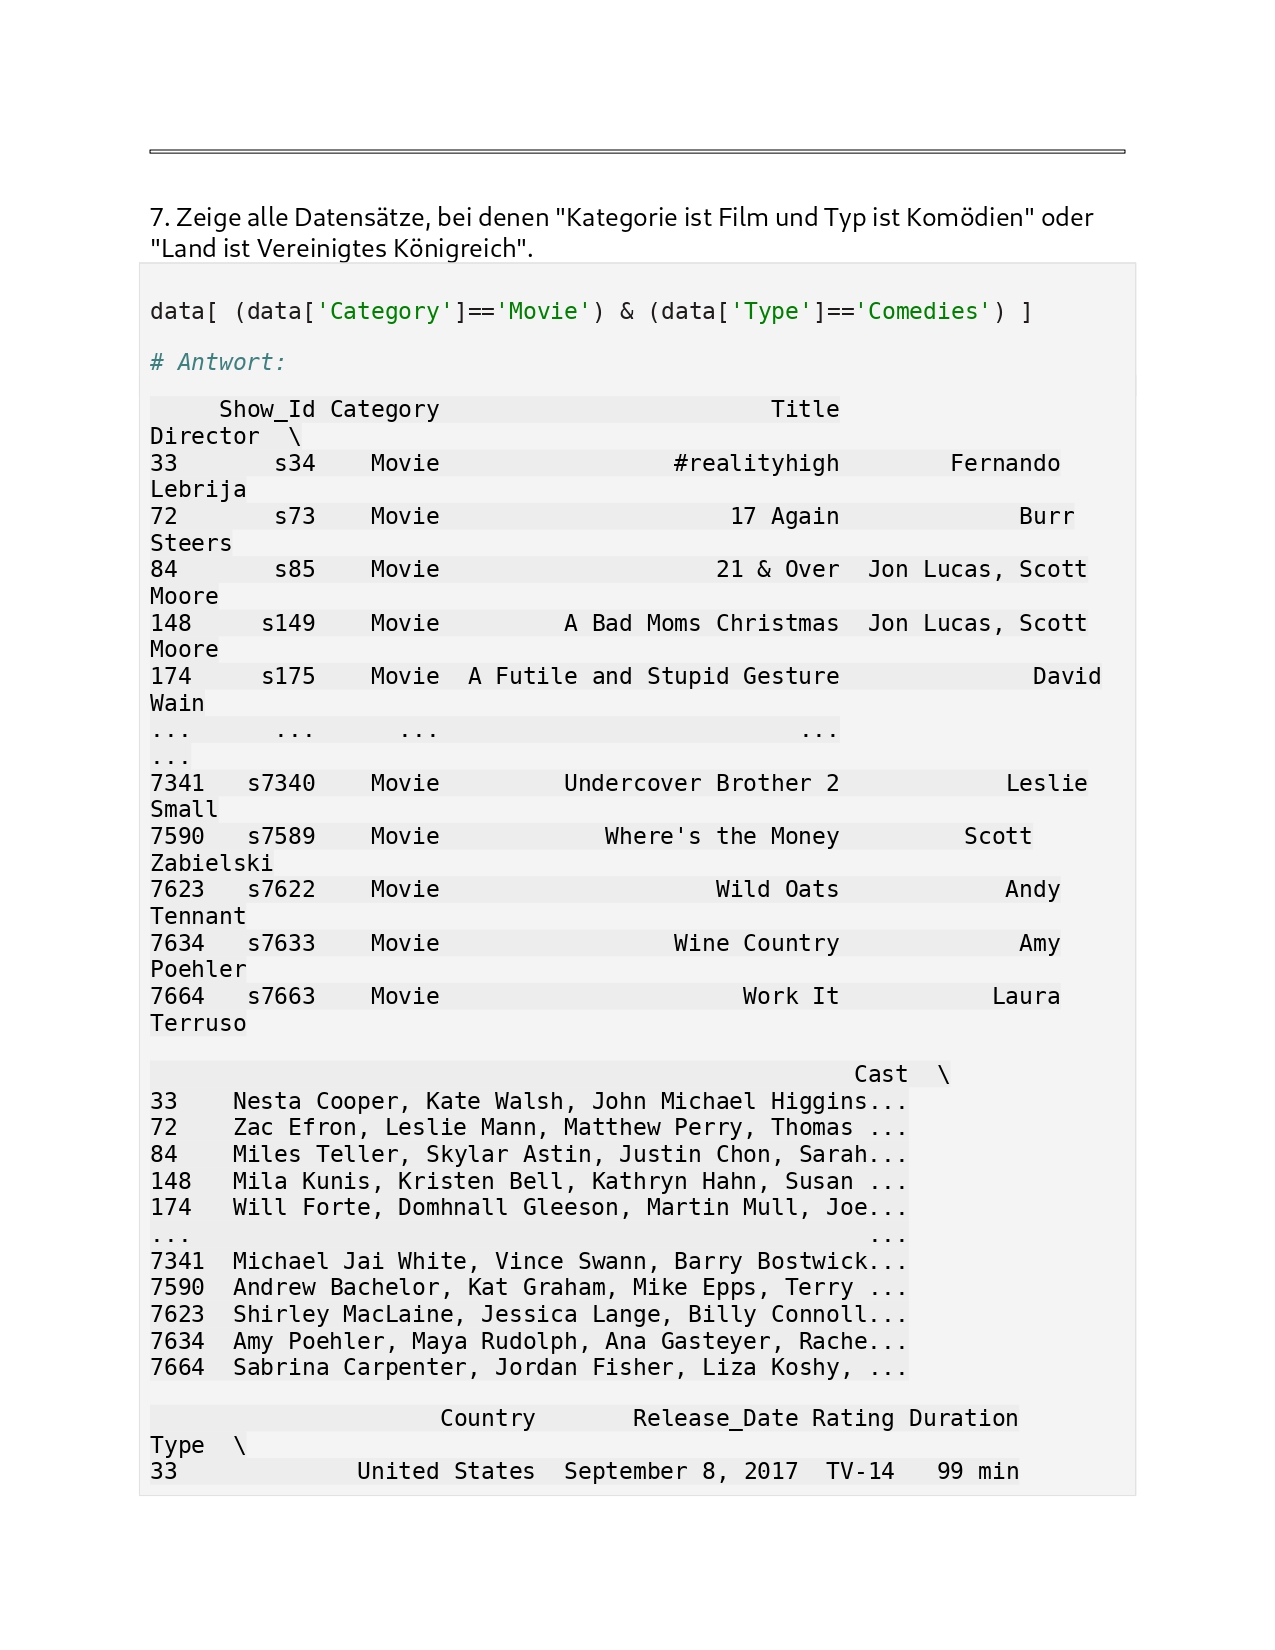 7. Zeige alle Datensätze, bei denen "Kategorie ist Film und Typ ist Komödien" oder
"Land ist Vereinigtes Königreich".
data[ (data['Category']=='Movie') & (data['Type']=='Comedies') ]
# Antwort:
Show_Id Category Title
Director \
33 s34 Movie #realityhigh Fernando
Lebrija
72 s73 Movie 17 Again Burr
Steers
84 s85 Movie 21 & Over Jon Lucas, Scott
Moore
148 s149 Movie A Bad Moms Christmas Jon Lucas, Scott
Moore
174 s175 Movie A Futile and Stupid Gesture David
Wain
... ... ... ...
...
7341 s7340 Movie Undercover Brother 2 Leslie
Small
7590 s7589 Movie Where's the Money Scott
Zabielski
7623 s7622 Movie Wild Oats Andy
Tennant
7634 s7633 Movie Wine Country Amy
Poehler
7664 s7663 Movie Work It Laura
Terruso
Cast \
33 Nesta Cooper, Kate Walsh, John Michael Higgins...
72 Zac Efron, Leslie Mann, Matthew Perry, Thomas ...
84 Miles Teller, Skylar Astin, Justin Chon, Sarah...
148 Mila Kunis, Kristen Bell, Kathryn Hahn, Susan ...
174 Will Forte, Domhnall Gleeson, Martin Mull, Joe...
... ...
7341 Michael Jai White, Vince Swann, Barry Bostwick...
7590 Andrew Bachelor, Kat Graham, Mike Epps, Terry ...
7623 Shirley MacLaine, Jessica Lange, Billy Connoll...
7634 Amy Poehler, Maya Rudolph, Ana Gasteyer, Rache...
7664 Sabrina Carpenter, Jordan Fisher, Liza Koshy, ...
Country Release_Date Rating Duration
Type \
33 United States September 8, 2017 TV-14 99 min